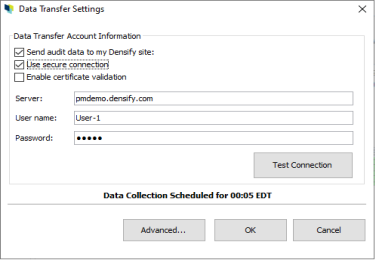 Data Transfer Settings
Data Transfer Account Information
Send audit data to my Densify site:
Use secure connection
Enable certificate validation
Server: pmdemo.densify.com
User name: User-1
Password: •••••
Test Connection
Data Collection Scheduled for 00:05 EDT
Advanced... OK Cancel